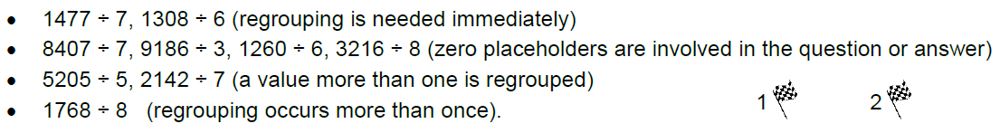 • 1477 ÷ 7, 1308 ÷ 6 (regrouping is needed immediately)
• 8407 ÷ 7, 9186 ÷ 3, 1260 ÷ 6, 3216 ÷ 8 (zero placeholders are involved in the question or answer)
• 5205 ÷ 5, 2142 ÷ 7 (a value more than one is regrouped)
• 1768 ÷ 8 (regrouping occurs more than once). 1 2